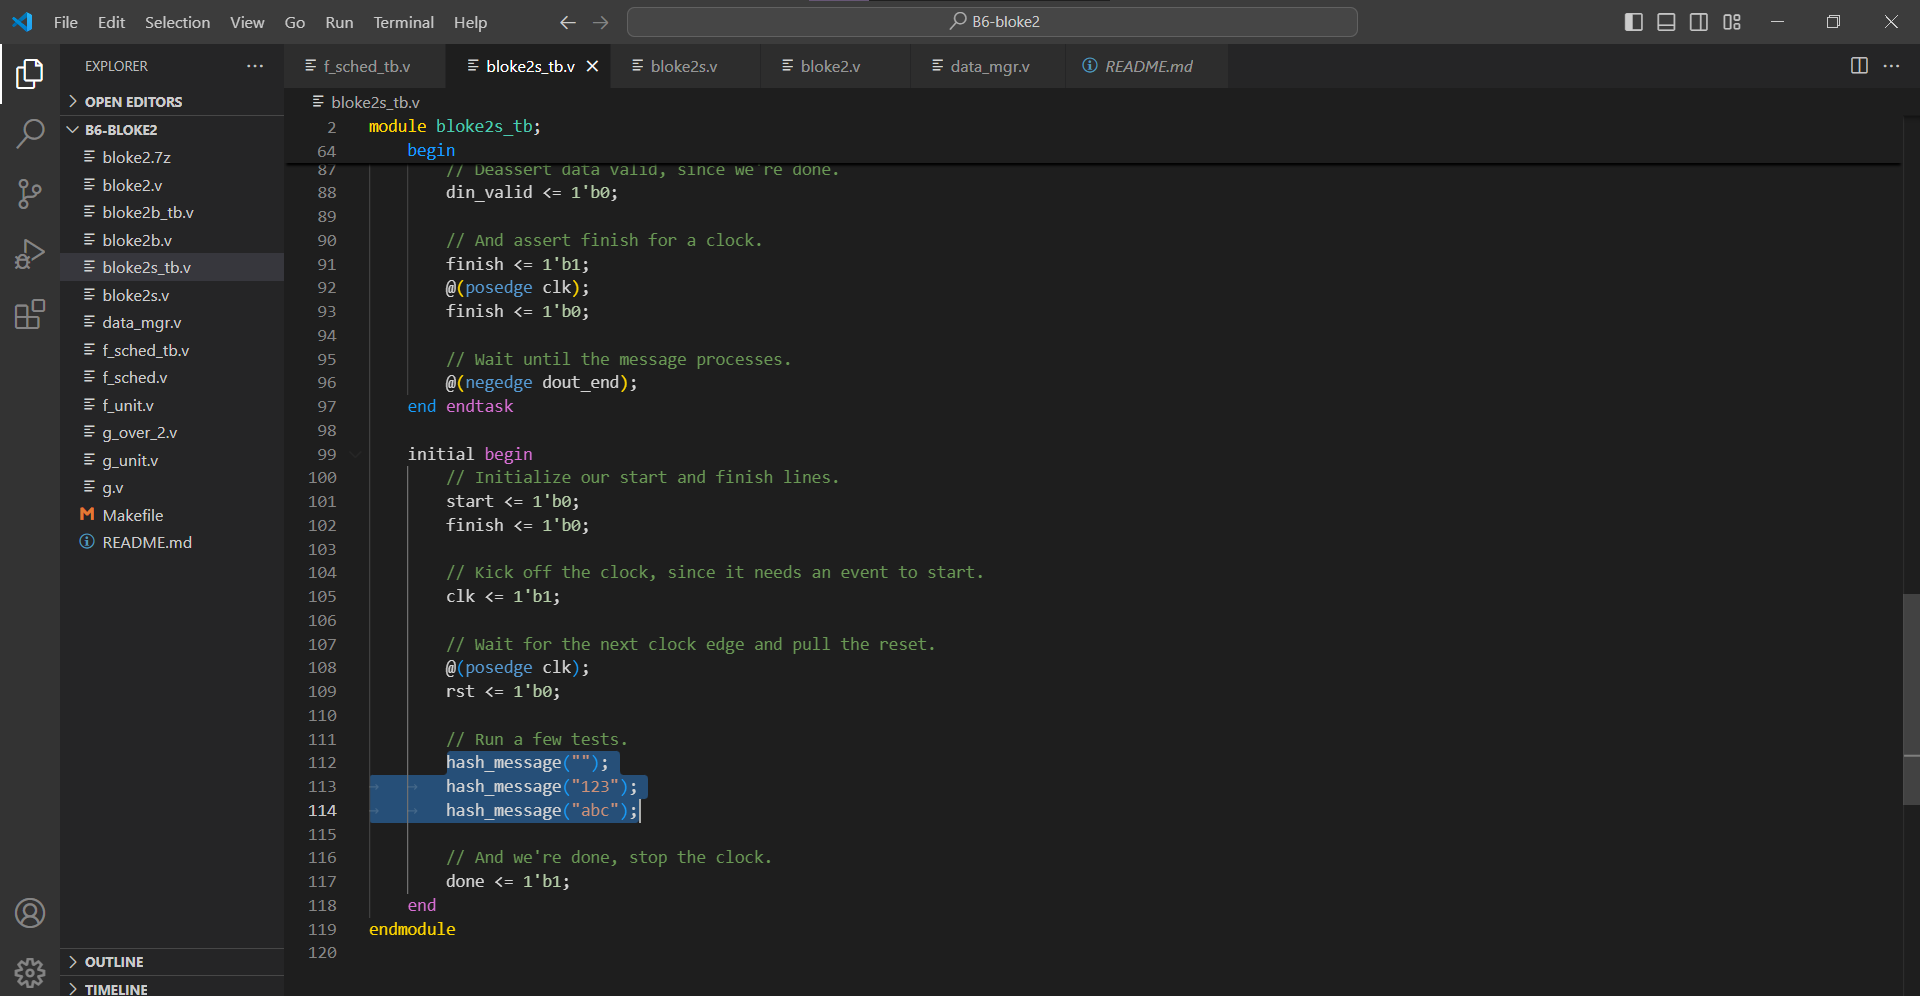 File Edit Selection View Go Run Terminal Help
B6-bloke2
EXPLORER
OPEN EDITORS
B6-BLOKE2
bloke2.7z
bloke2.v
bloke2b_tb.v
bloke2b.v
bloke2s_tb.v
bloke2s.v
data_mgr.v
f_sched_tb.v
f_sched.v
f_unit.v
g_over_2.v
g_unit.v
g.v
Makefile
README.md
OUTLINE
TIMELINE
f_sched_tb.v bloke2s_tb.v bloke2s.v bloke2.v data_mgr.v README.md
bloke2s_tb.v
2 module bloke2s_tb;
64 begin
87 // Deassert data valid, since we're done.
88 din_valid <= 1'b0;
89
90 // And assert finish for a clock.
91 finish <= 1'b1;
92 @(posedge clk);
93 finish <= 1'b0;
94
95 // Wait until the message processes.
96 @(negedge dout_end);
97 end endtask
98
99 initial begin
100 // Initialize our start and finish lines.
101 start <= 1'b0;
102 finish <= 1'b0;
103
104 // Kick off the clock, since it needs an event to start.
105 clk <= 1'b1;
106
107 // Wait for the next clock edge and pull the reset.
108 @(posedge clk);
109 rst <= 1'b0;
110
111 // Run a few tests.
112 hash_message("");
113 hash_message("123");
114 hash_message("abc");
115
116 // And we're done, stop the clock.
117 done <= 1'b1;
118 end
119 endmodule
120